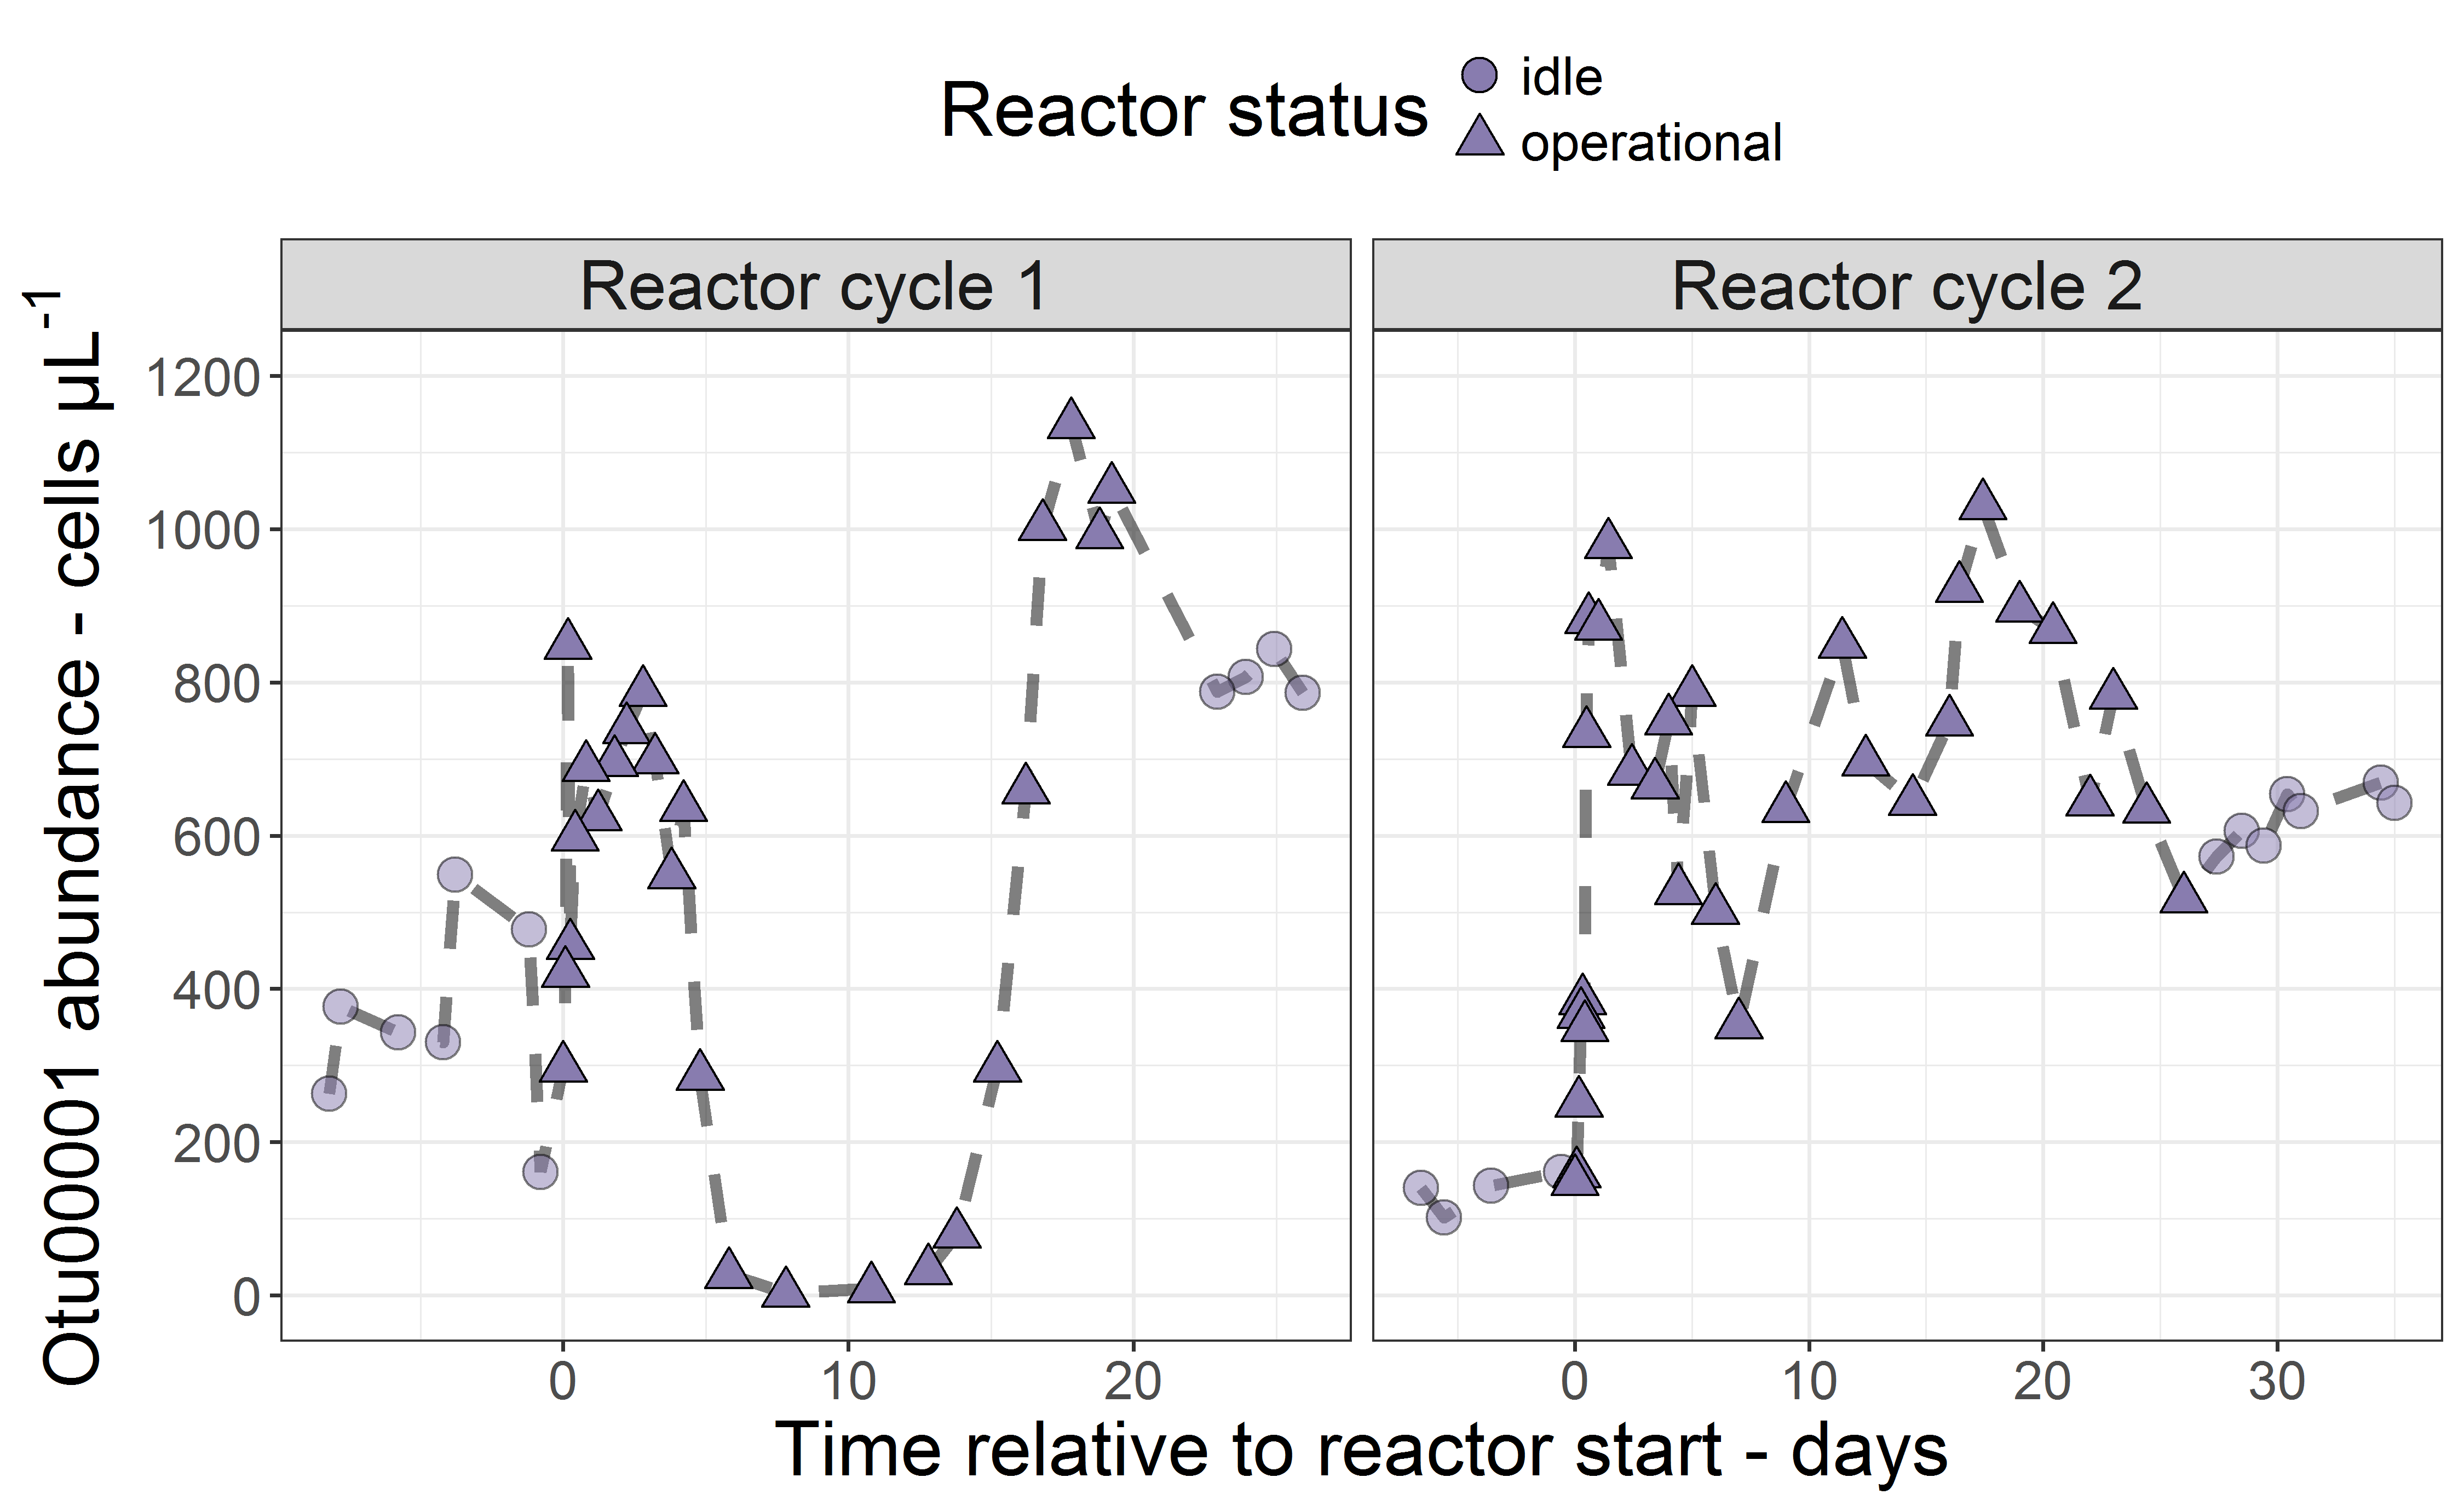 Reactor status
idle
operational
Reactor cycle 1
Reactor cycle 2
Otu00001 abundance - cells µL-1
1200
1000
800
600
400
200
0
0 10 20
0 10 20 30
Time relative to reactor start - days